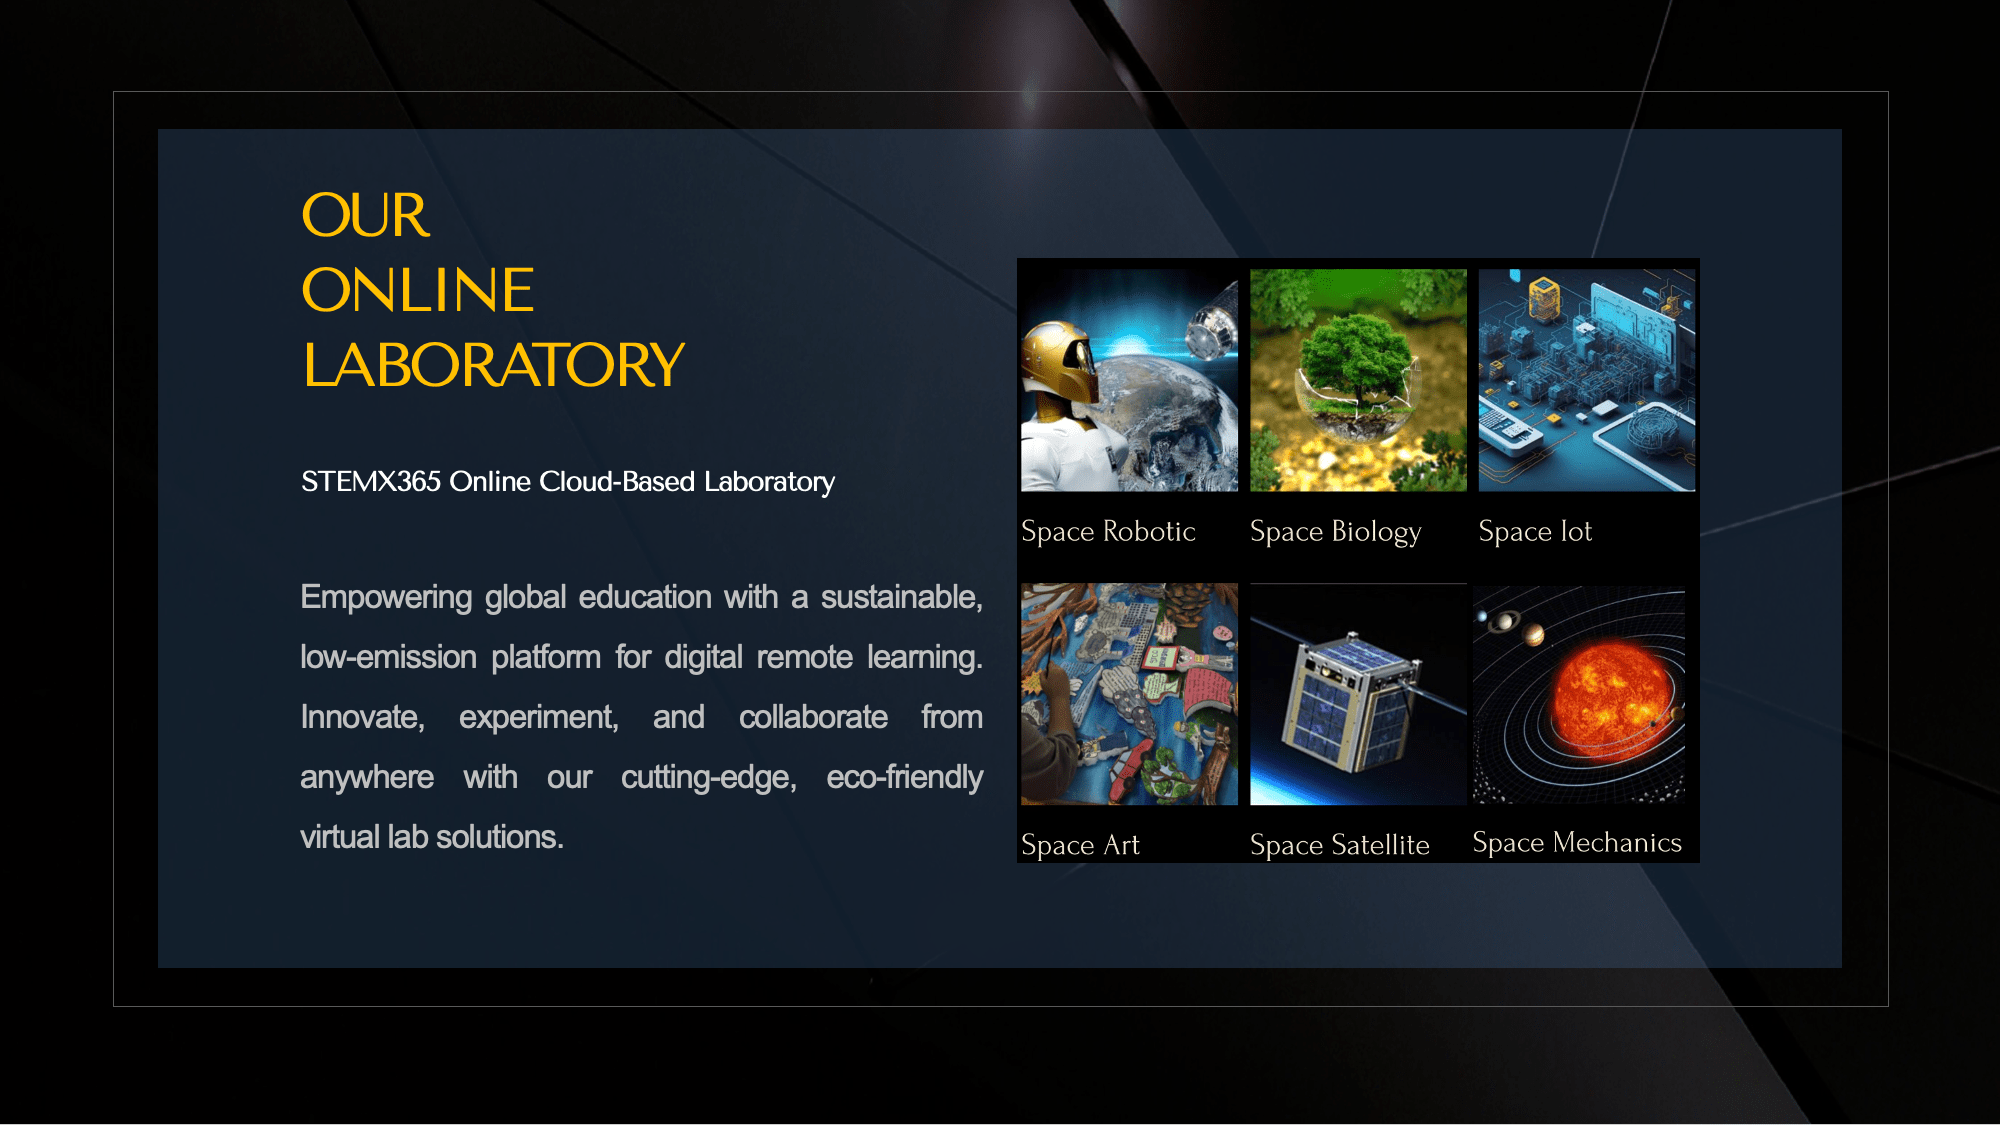 OUR
ONLINE
LABORATORY
STEMX365 Online Cloud-Based Laboratory
Empowering global education with a sustainable,
low-emission platform for digital remote learning.
Innovate, experiment, and collaborate from
anywhere with our cutting-edge, eco-friendly
virtual lab solutions.
Space Robotic
Space Biology
Space Iot
Space Art
Space Satellite
Space Mechanics